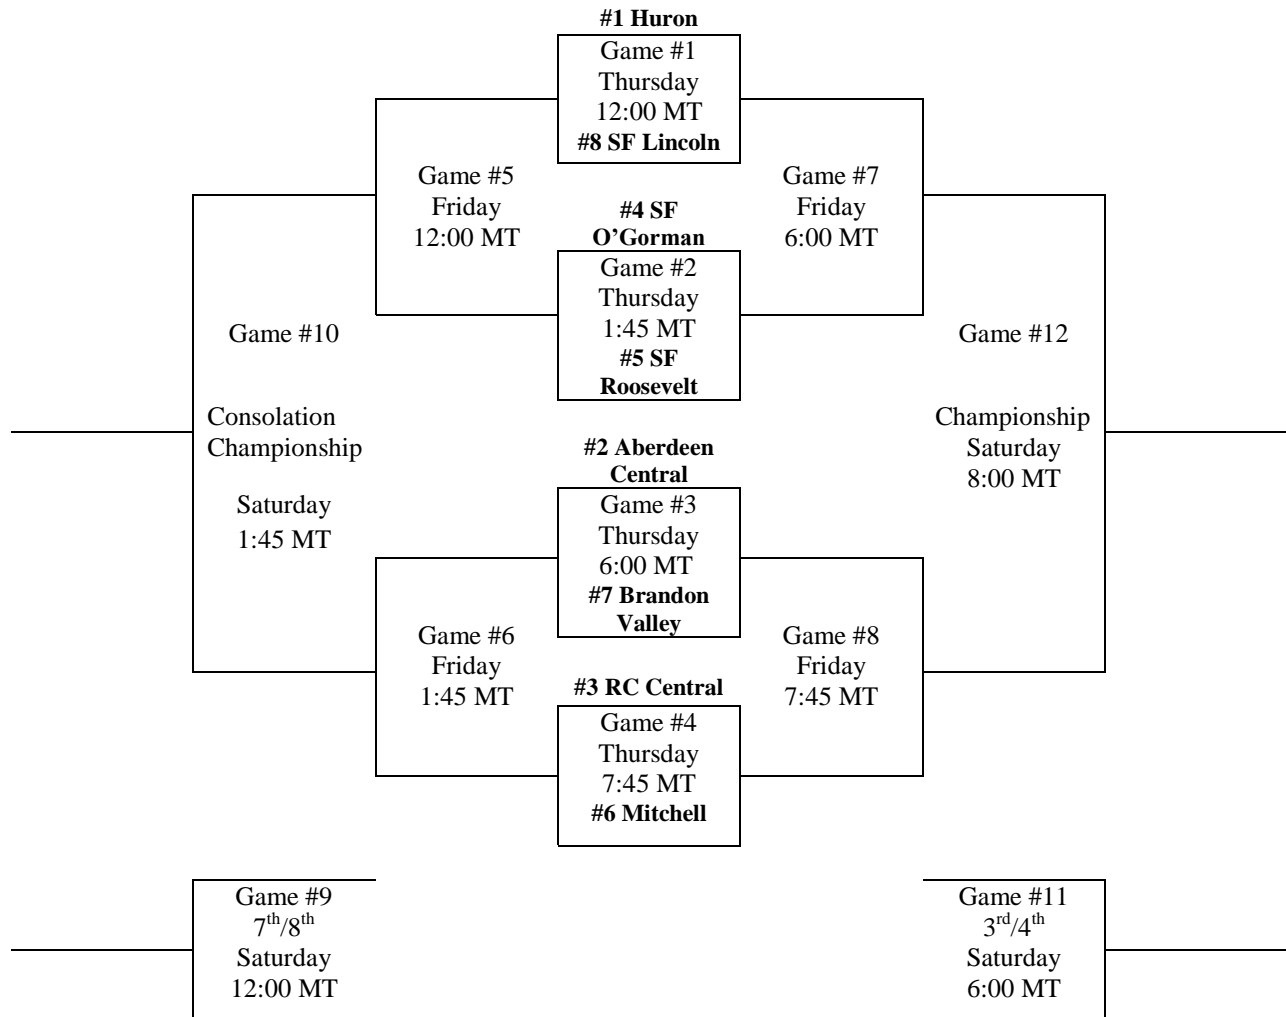 #1 Huron
Game #1
Thursday
12:00 MT
#8 SF Lincoln
Game #5
Friday
12:00 MT
#4 SF
O’Gorman
Game #7
Friday
6:00 MT
Game #2
Thursday
1:45 MT
#5 SF
Roosevelt
Game #10
Consolation
Championship
Saturday
1:45 MT
Game #12
Championship
Saturday
8:00 MT
#2 Aberdeen
Central
Game #3
Thursday
6:00 MT
#7 Brandon
Valley
Game #6
Friday
1:45 MT
Game #8
Friday
7:45 MT
#3 RC Central
Game #4
Thursday
7:45 MT
#6 Mitchell
Game #9
7th/8th
Saturday
12:00 MT
Game #11
3rd/4th
Saturday
6:00 MT